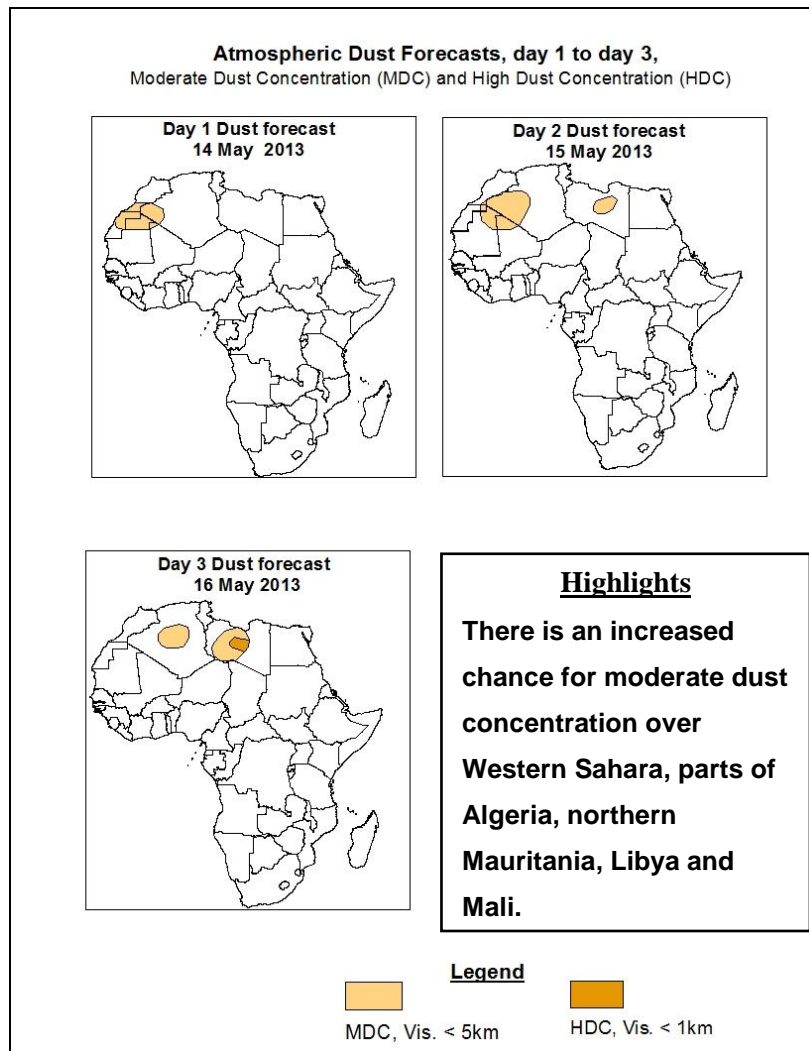 Atmospheric Dust Forecasts, day 1 to day 3,
Moderate Dust Concentration (MDC) and High Dust Concentration (HDC)
Day 1 Dust forecast
14 May 2013
Day 2 Dust forecast
15 May 2013
Day 3 Dust forecast
16 May 2013
Highlights
There is an increased
chance for moderate dust
concentration over
Western Sahara, parts of
Algeria, northern
Mauritania, Libya and
Mali.
Legend
MDC, Vis. < 5km
HDC, Vis. < 1km